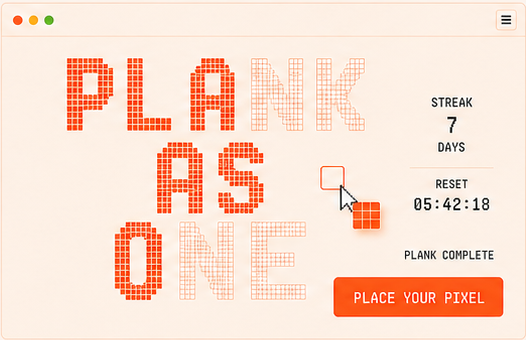 PLANK
AS
ONE
STREAK
7
DAYS
RESET
05:42:18
PLANK COMPLETE
PLACE YOUR PIXEL